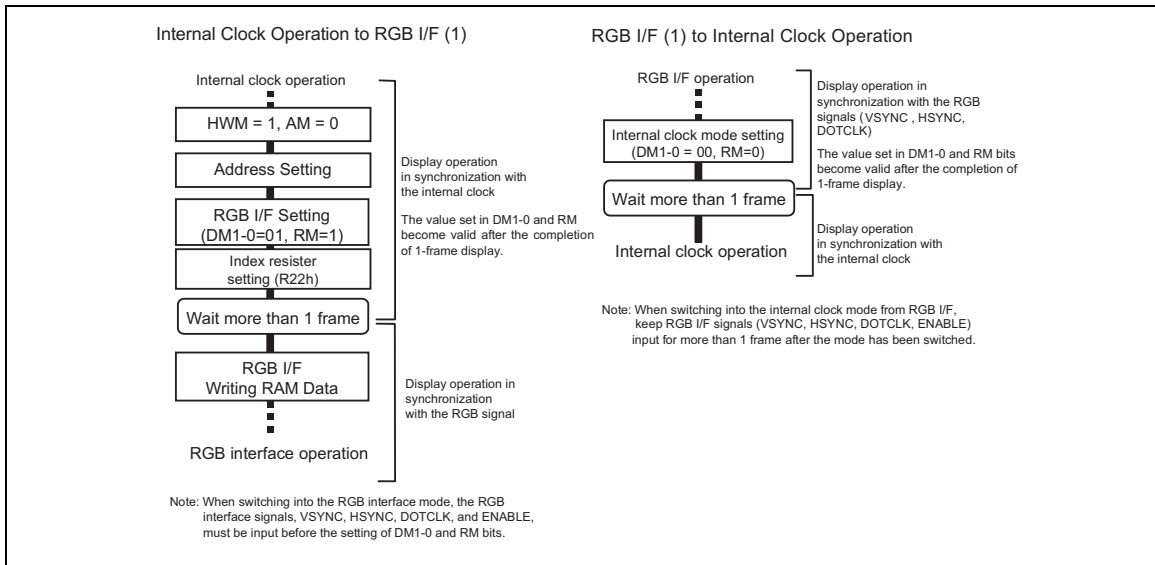 Internal Clock Operation to RGB I/F (1)
Internal clock operation
HWM = 1, AM = 0
Address Setting
RGB I/F Setting
(DM1-0=01, RM=1)
Index register
setting (R22h)
Wait more than 1 frame
RGB I/F
Writing RAM Data
RGB interface operation
Display operation
in synchronization with
the internal clock
The value set in DM1-0 and RM
become valid after the completion
of 1-frame display.
Display operation in
synchronization
with the RGB signal
Note: When switching into the RGB interface mode, the RGB
interface signals, VSYNC, HSYNC, DOTCLK, and ENABLE,
must be input before the setting of DM1-0 and RM bits.
RGB I/F (1) to Internal Clock Operation
RGB I/F operation
Internal clock mode setting
(DM1-0 = 00, RM=0)
Wait more than 1 frame
Internal clock operation
Display operation in
synchronization with the RGB
signals (VSYNC , HSYNC,
DOTCLK)
The value set in DM1-0 and RM bits
become valid after the completion of
1-frame display.
Display operation
in synchronization with
the internal clock
Note: When switching into the internal clock mode from RGB I/F,
keep RGB I/F signals (VSYNC, HSYNC, DOTCLK, ENABLE)
input for more than 1 frame after the mode has been switched.